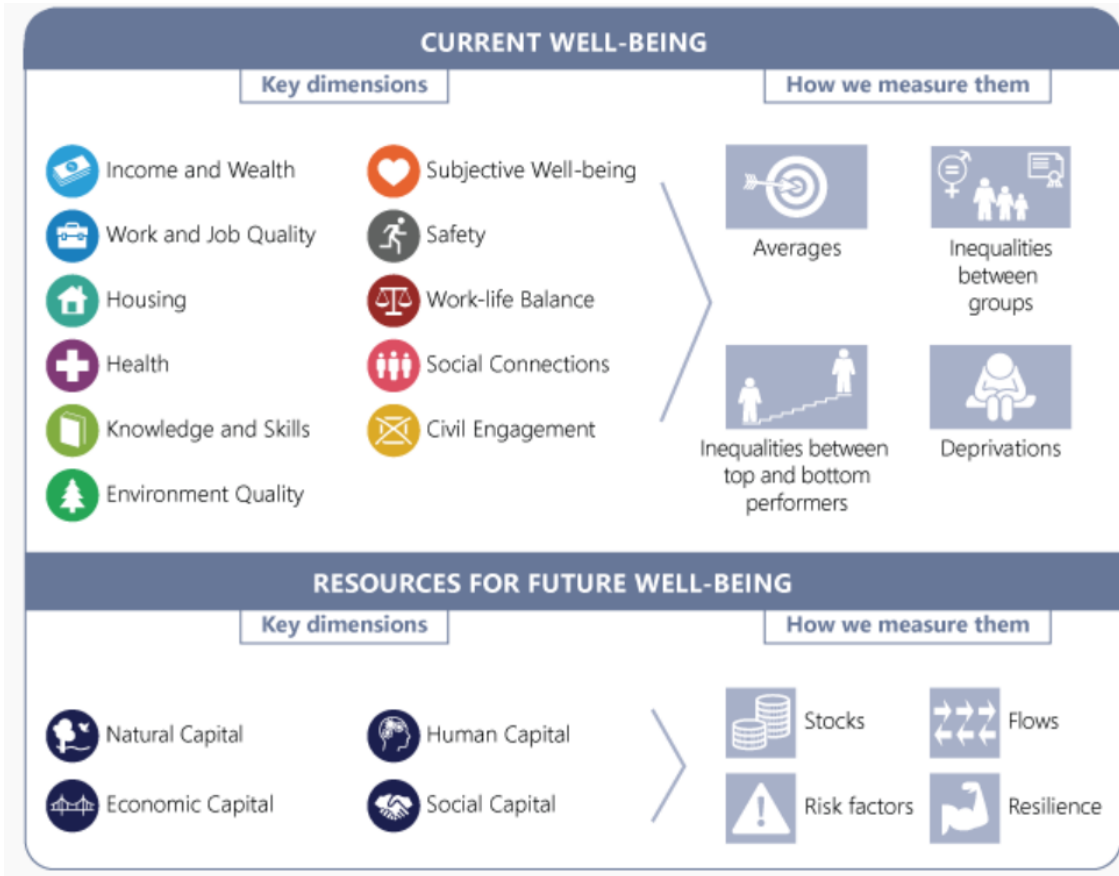 CURRENT WELL-BEING
Key dimensions
How we measure them
Income and Wealth
Work and Job Quality
Housing
Health
Knowledge and Skills
Environment Quality
Subjective Well-being
Safety
Work-life Balance
Social Connections
Civil Engagement
Averages
Inequalities
between
groups
Inequalities between
top and bottom
performers
Deprivations
RESOURCES FOR FUTURE WELL-BEING
Key dimensions
How we measure them
Natural Capital
Economic Capital
Human Capital
Social Capital
Stocks
Flows
Risk factors
Resilience